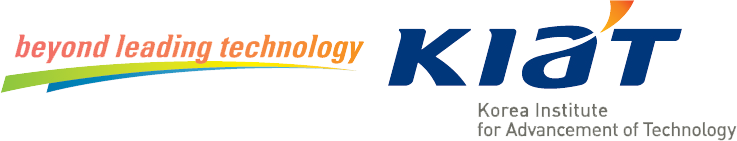 beyond leading technology
KIAT
Korea Institute
for Advancement of Technology